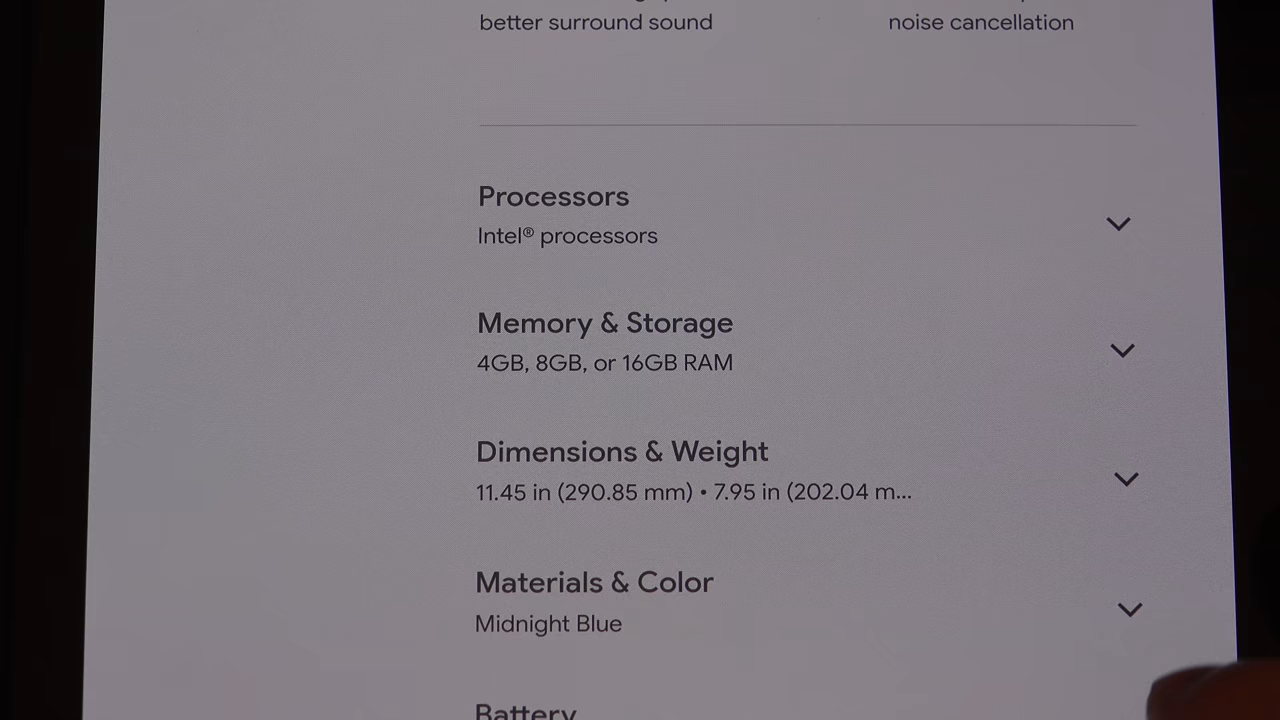 better surround sound
noise cancellation
Processors
Intel® processors
Memory & Storage
4GB, 8GB, or 16GB RAM
Dimensions & Weight
11.45 in (290.85 mm) • 7.95 in (202.04 m...
Materials & Color
Midnight Blue
Battery